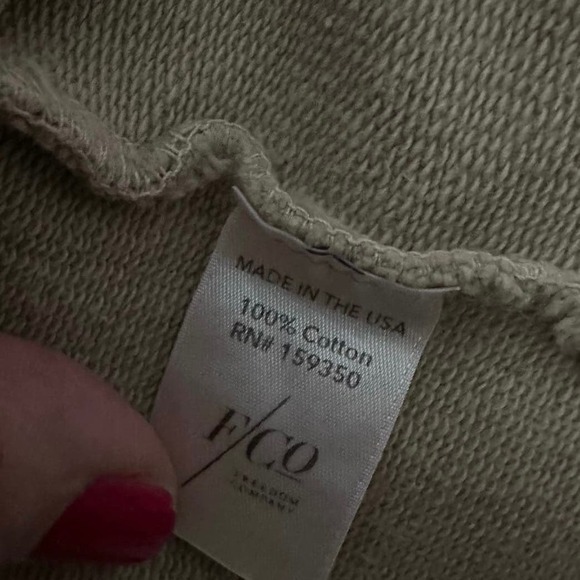 MADE IN THE USA
100% Cotton
RN# 159350
F/CO
FREEDOM
COMPANY